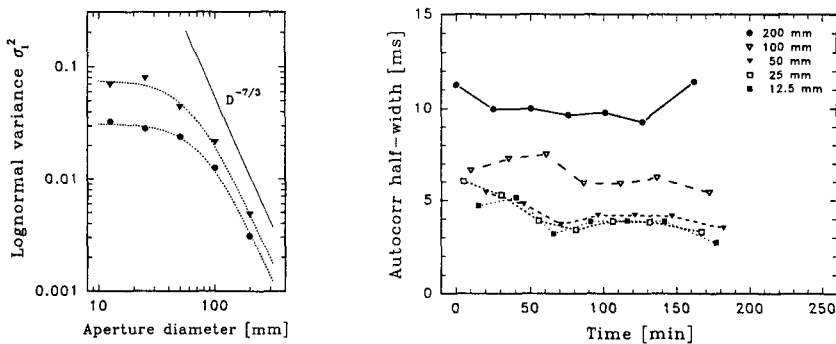 Lognormal variance σ_I^2
0.1
0.01
0.001
10
100
Aperture diameter [mm]
D^-7/3
Autocorr half-width [ms]
15
10
5
0
0
50
100
150
200
250
Time [min]
200 mm
100 mm
50 mm
25 mm
12.5 mm